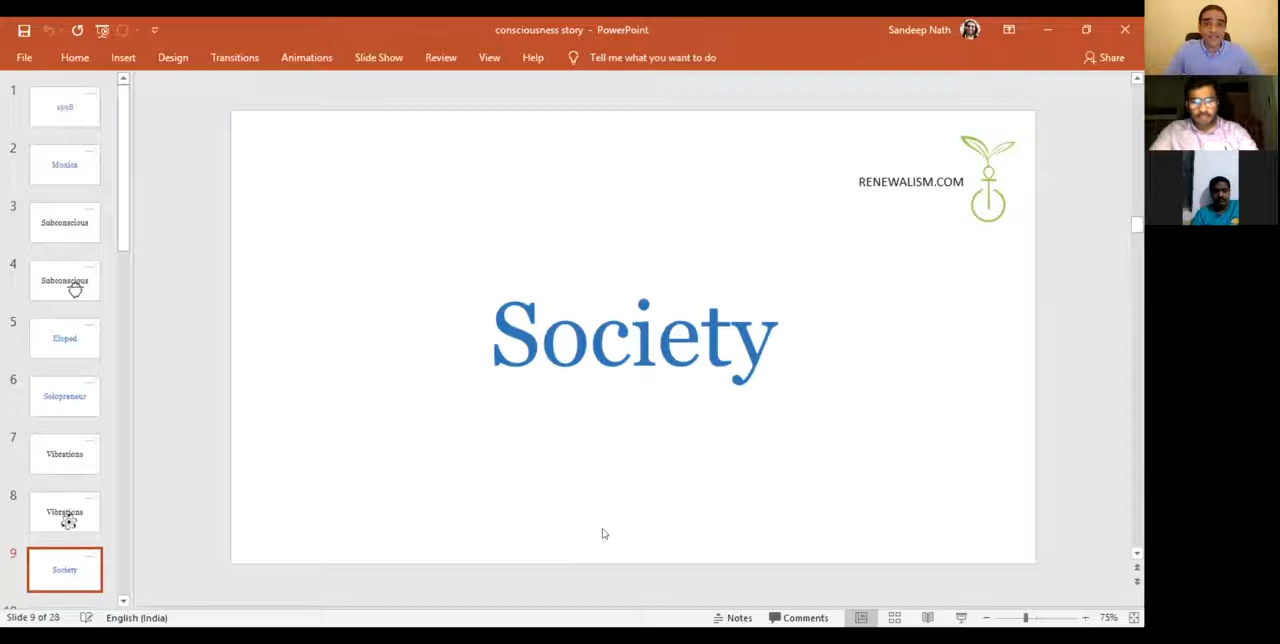 consciousness story - PowerPoint
Sandeep Nath
File Home Insert Design Transitions Animations Slide Show Review View Help Tell me what you want to do Share
1
1998
2
Monica
3
Subconscious
4
Subconscious
5
Eloped
6
Solopreneur
7
Vibrations
8
Vibrations
9
Society
RENEWALISM.COM
Society
Slide 9 of 28 English (India) Notes Comments 75%